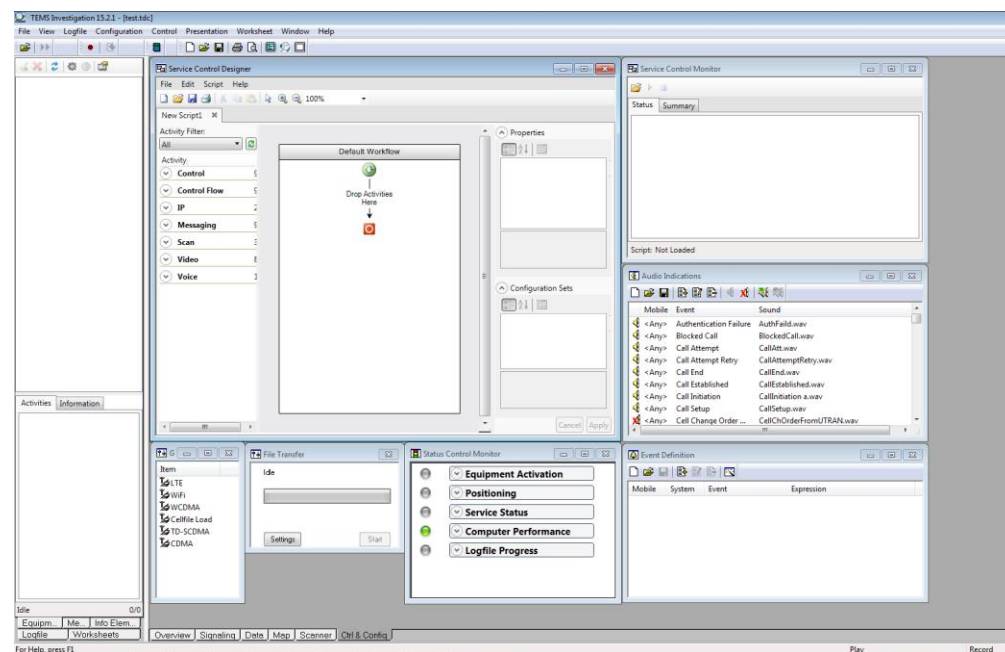 TEMS Investigation 15.2.1 - [test.tdc]
File View Logfile Configuration Control Presentation Worksheet Window Help
Service Control Designer
File Edit Script Help
100%
New Script1
Activity Filter:
All
Activity
Control
Control Flow
IP
Messaging
Scan
Video
Voice
Default Workflow
Drop Activities
Here
Properties
Configuration Sets
Cancel Apply
Service Control Monitor
Status Summary
Script: Not Loaded
Audio Indications
Mobile Event Sound
<Any> Authentication Failure AuthFaild.wav
<Any> Blocked Call BlockedCall.wav
<Any> Call Attempt CallAtt.wav
<Any> Call Attempt Retry CallAttemptRetry.wav
<Any> Call End CallEnd.wav
<Any> Call Established CallEstablished.wav
<Any> Call Initiation CallInitiation a.wav
<Any> Call Setup CallSetup.wav
<Any> Cell Change Order ... CellChOrderFromUTRAN.wav
Activities Information
Idle 0/0
Equipm... Me... Info Elem...
Logfile Worksheets
G
Item
LTE
WiFi
WCDMA
Cellfile Load
TD-SCDMA
CDMA
File Transfer
Idle
Settings Start
Status Control Monitor
Equipment Activation
Positioning
Service Status
Computer Performance
Logfile Progress
Event Definition
Mobile System Event Expression
Overview Signaling Data Map Scanner Ctrl & Config
For Help, press F1
Play Record